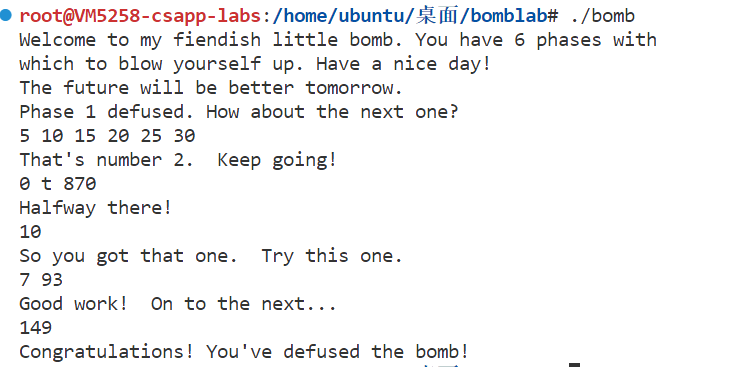 root@VM5258-csapp-labs:/home/ubuntu/桌面/bomblab# ./bomb
Welcome to my fiendish little bomb. You have 6 phases with
which to blow yourself up. Have a nice day!
The future will be better tomorrow.
Phase 1 defused. How about the next one?
5 10 15 20 25 30
That's number 2.  Keep going!
0 t 870
Halfway there!
10
So you got that one.  Try this one.
7 93
Good work!  On to the next...
149
Congratulations! You've defused the bomb!